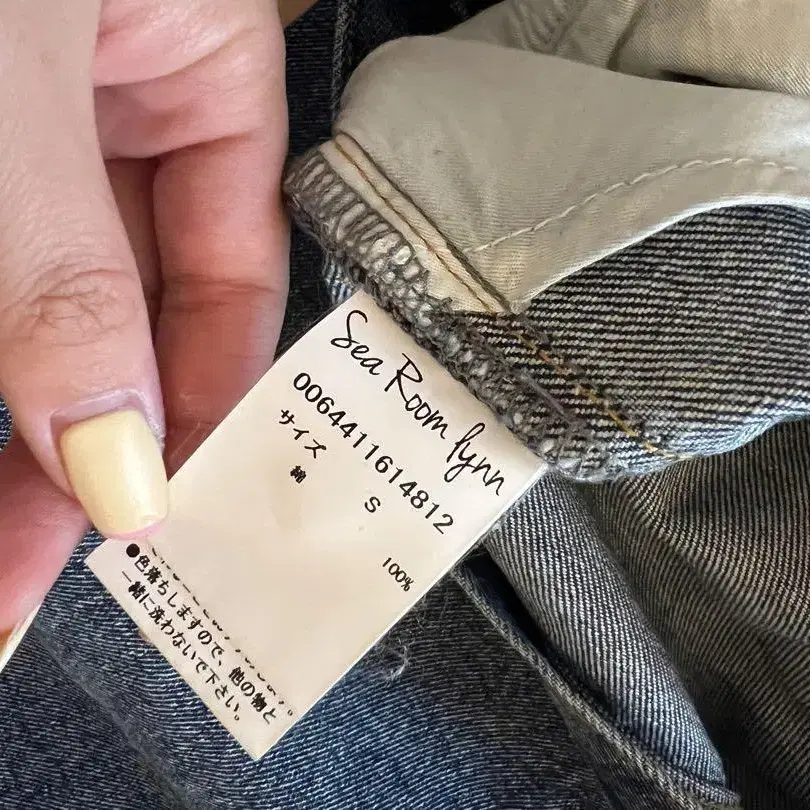 Sea Room lynn
0064411614812
サイズ S
綿 100%
●色落ちしますので、他の物と
一緒に洗わないで下さい。